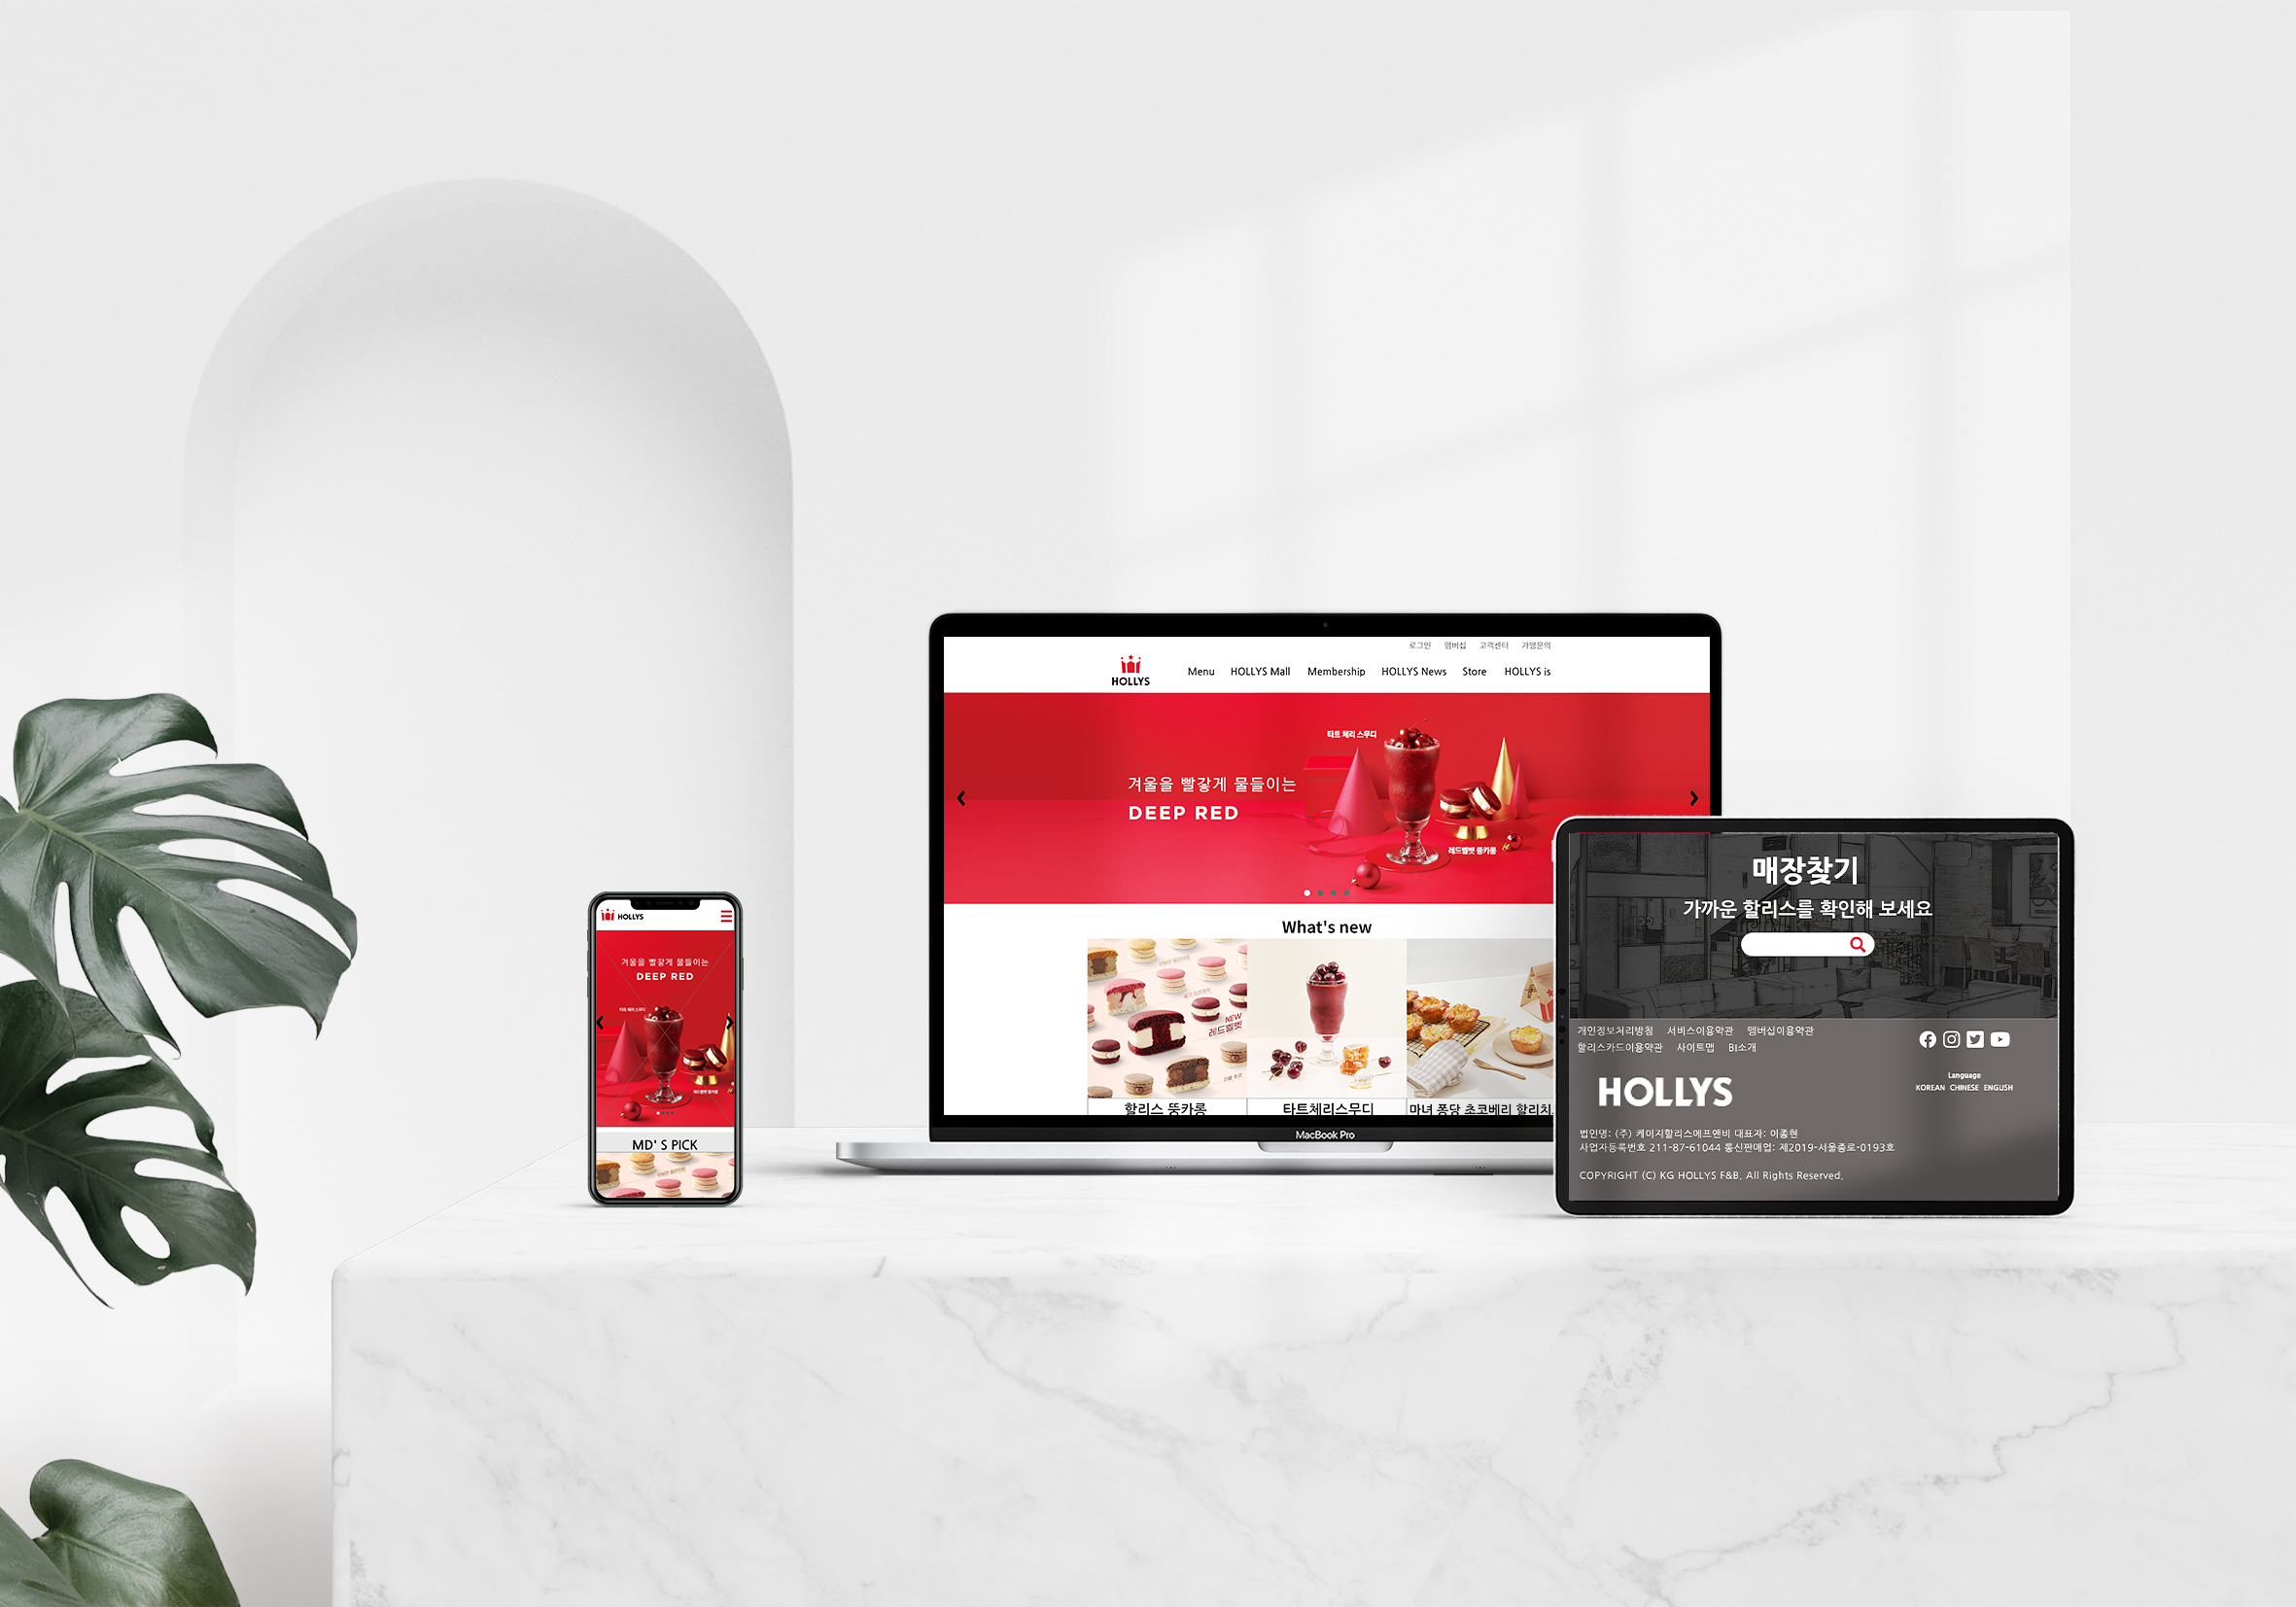 로그인 멤버십 고객센터 가맹문의
HOLLYS
Menu HOLLYS Mall Membership HOLLYS News Store HOLLYS is
타트 체리 스무디
겨울을 빨갛게 물들이는
DEEP RED
레드벨벳 뚱카롱
What's new
NEW
레드벨벳
할리스 뚱카롱
타트체리스무디
마녀 퐁당 초코베리 할리치
MacBook Pro
HOLLYS
겨울을 빨갛게 물들이는
DEEP RED
타트 체리 스무디
레드벨벳 뚱카롱
MD' S PICK
매장찾기
가까운 할리스를 확인해 보세요
개인정보처리방침 서비스이용약관 멤버십이용약관
할리스카드이용약관 사이트맵 BI소개
HOLLYS
Language
KOREAN CHINESE ENGLISH
법인명: (주) 케이지할리스에프앤비 대표자: 이종현
사업자등록번호 211-87-61044 통신판매업: 제2019-서울종로-0193호
COPYRIGHT (C) KG HOLLYS F&B. All Rights Reserved.